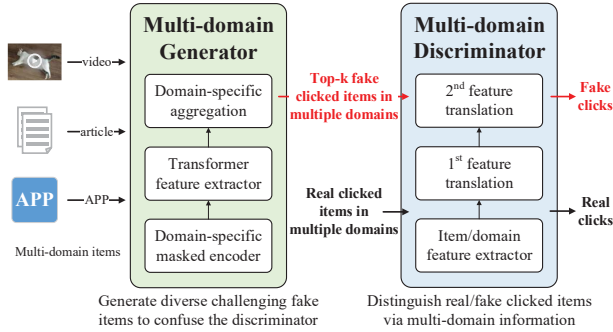 Multi-domain
Generator
Multi-domain
Discriminator
video
article
APP
APP
Multi-domain items
Domain-specific
aggregation
Transformer
feature extractor
Domain-specific
masked encoder
Top-k fake
clicked items in
multiple domains
Real clicked
items in
multiple domains
2nd feature
translation
1st feature
translation
Item/domain
feature extractor
Fake
clicks
Real
clicks
Generate diverse challenging fake
items to confuse the discriminator
Distinguish real/fake clicked items
via multi-domain information